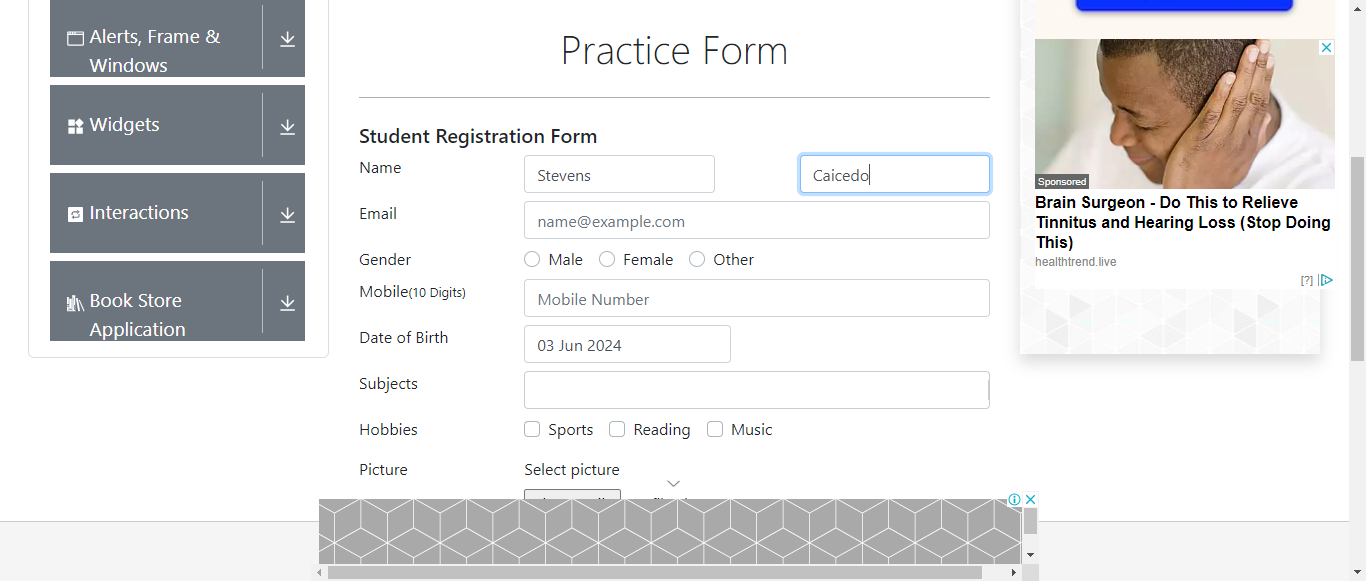 Alerts, Frame &
Windows
Widgets
Interactions
Book Store
Application
Practice Form
Student Registration Form
Name
Stevens
Caicedo
Email
name@example.com
Gender
Male
Female
Other
Mobile(10 Digits)
Mobile Number
Date of Birth
03 Jun 2024
Subjects
Hobbies
Sports
Reading
Music
Picture
Select picture
Sponsored
Brain Surgeon - Do This to Relieve
Tinnitus and Hearing Loss (Stop Doing
This)
healthtrend.live
[?]